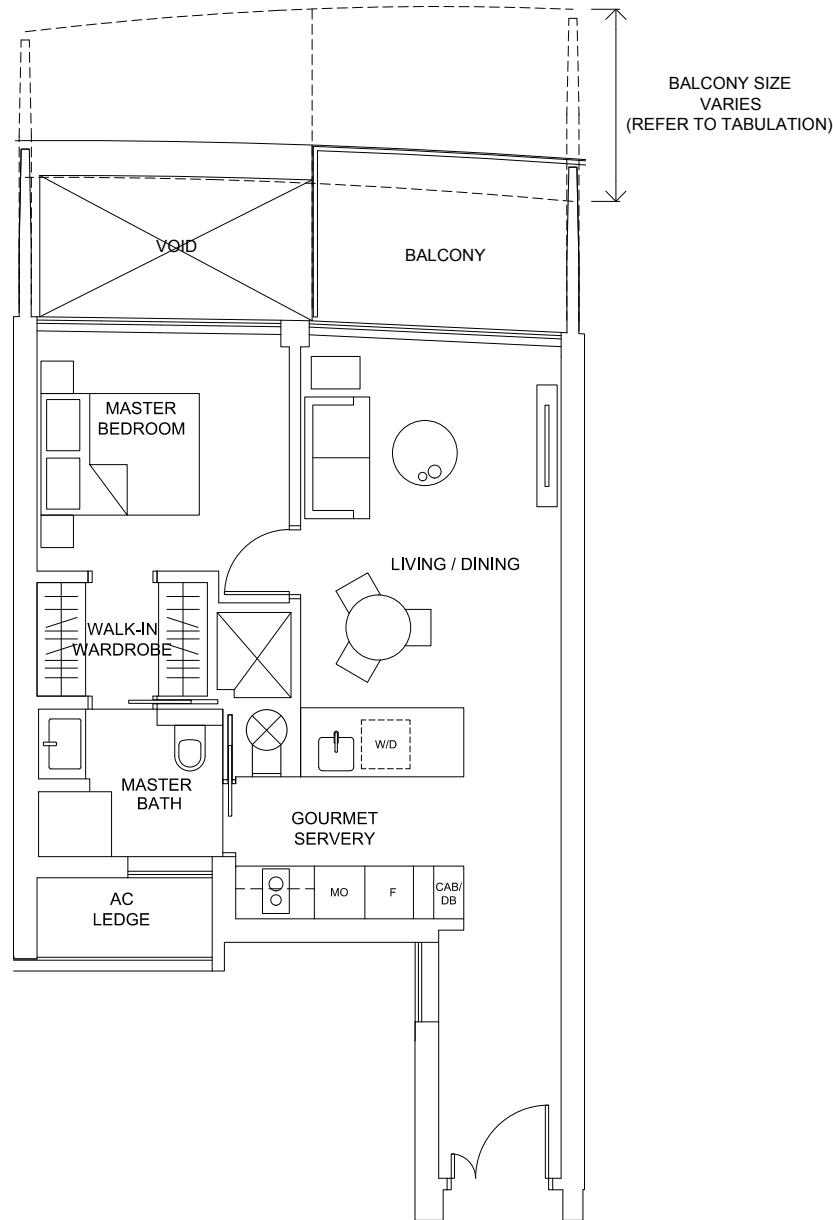 BALCONY SIZE
VARIES
(REFER TO TABULATION)
VOID
BALCONY
MASTER
BEDROOM
LIVING / DINING
WALK-IN
WARDROBE
W/D
MASTER
BATH
GOURMET
SERVERY
MO
F
CAB/
DB
AC
LEDGE